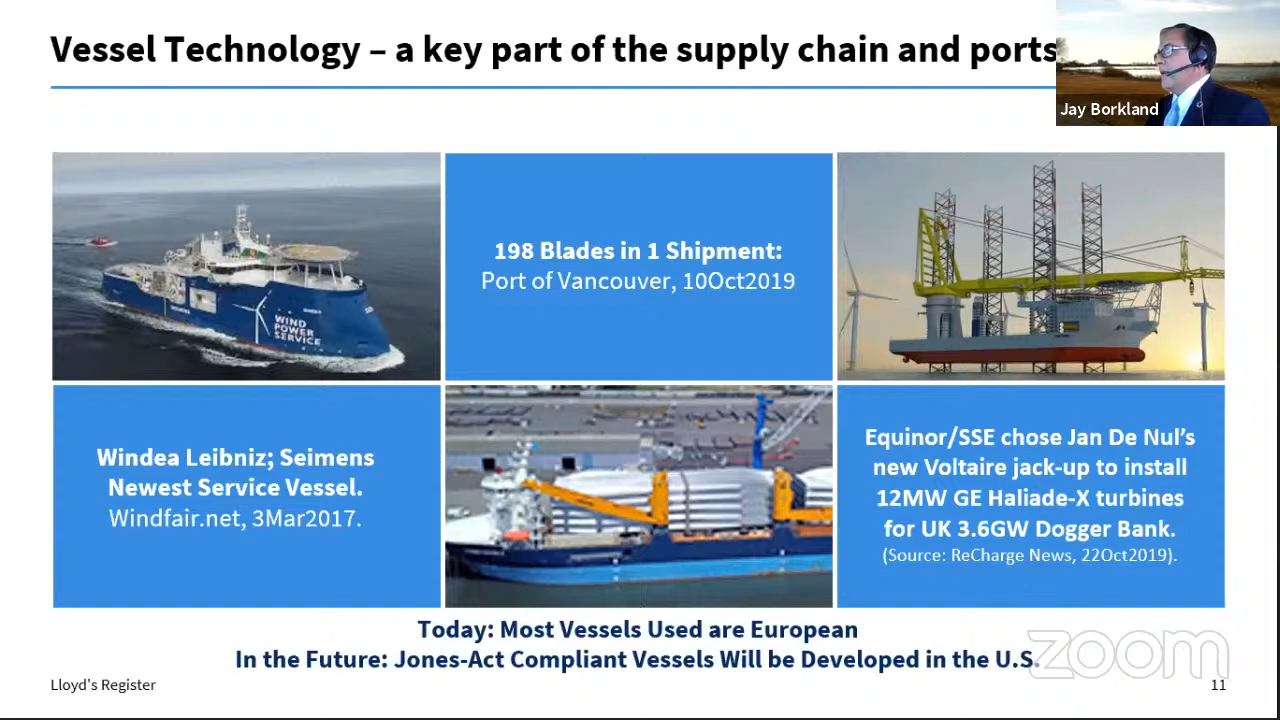 Vessel Technology – a key part of the supply chain and ports
Jay Borkland
WIND
POWER
SERVICE
198 Blades in 1 Shipment:
Port of Vancouver, 10Oct2019
Windea Leibniz; Seimens
Newest Service Vessel.
Windfair.net, 3Mar2017.
Equinor/SSE chose Jan De Nul’s
new Voltaire jack-up to install
12MW GE Haliade-X turbines
for UK 3.6GW Dogger Bank.
(Source: ReCharge News, 22Oct2019).
Today: Most Vessels Used are European
In the Future: Jones-Act Compliant Vessels Will be Developed in the U.S.
zoom
Lloyd's Register
11